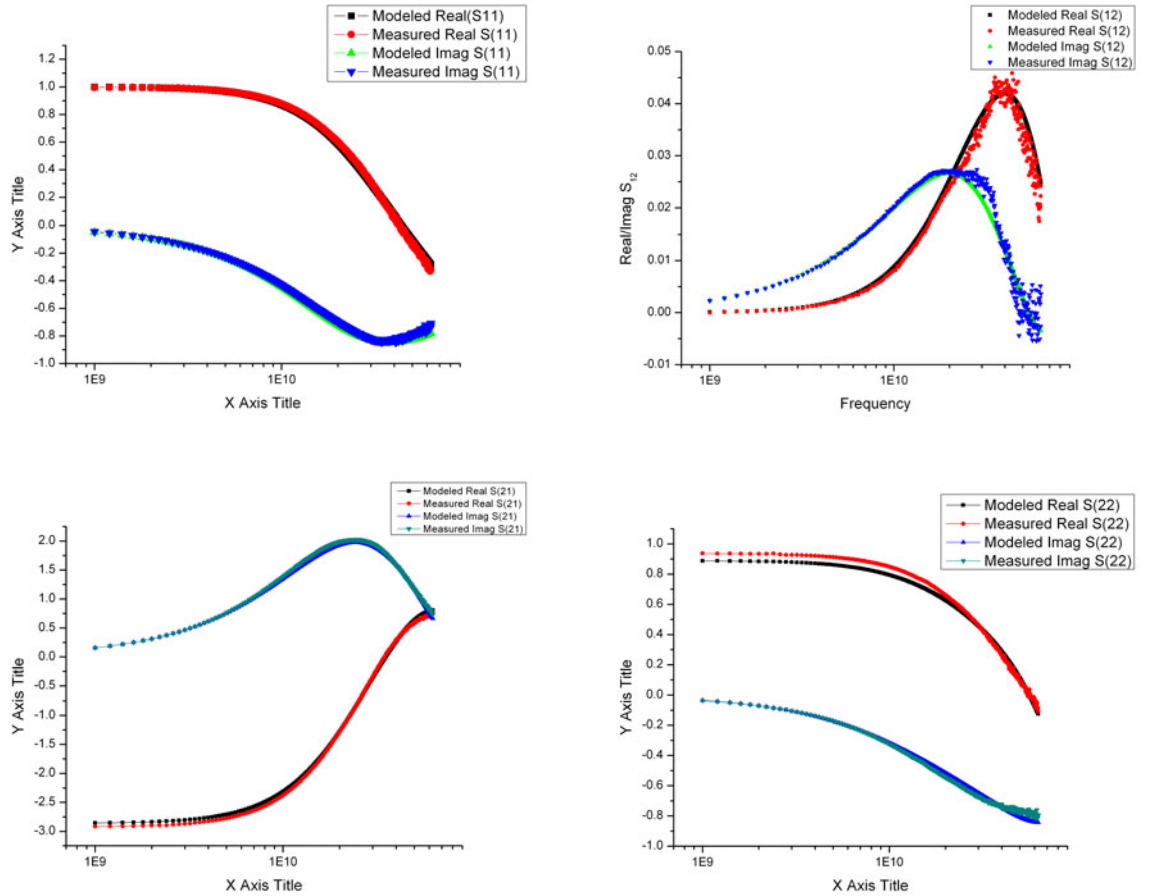 Modeled Real(S11)
Measured Real S(11)
Modeled Imag S(11)
Measured Imag S(11)
1.2
1.0
0.8
0.6
0.4
0.2
0.0
-0.2
-0.4
-0.6
-0.8
-1.0
Y Axis Title
1E9
1E10
X Axis Title
Modeled Real S(12)
Measured Real S(12)
Modeled Imag S(12)
Measured Imag S(12)
0.05
0.04
0.03
0.02
0.01
0.00
-0.01
Real/Imag S12
1E9
1E10
Frequency
Modeled Real S(21)
Measured Real S(21)
Modeled Imag S(21)
Measured Imag S(21)
2.0
1.5
1.0
0.5
0.0
-0.5
-1.0
-1.5
-2.0
-2.5
-3.0
Y Axis Title
1E9
1E10
X Axis Title
Modeled Real S(22)
Measured Real S(22)
Modeled Imag S(22)
Measured Imag S(22)
1.0
0.8
0.6
0.4
0.2
0.0
-0.2
-0.4
-0.6
-0.8
-1.0
Y Axis Title
1E9
1E10
X Axis Title